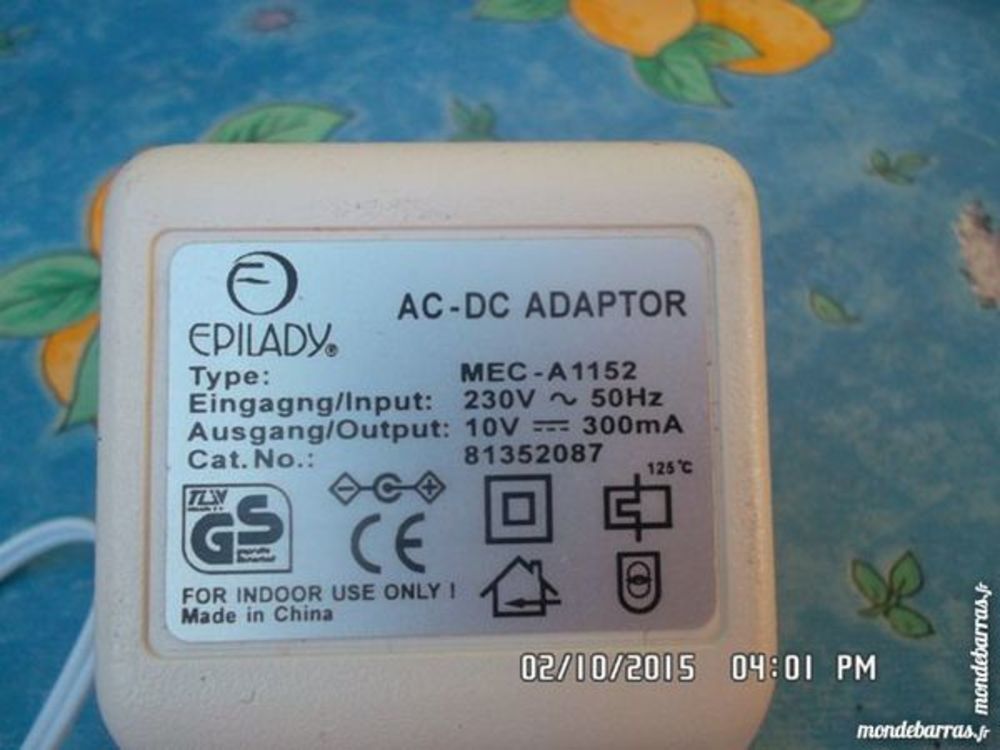 EPILADY®
AC-DC ADAPTOR
Type: MEC-A1152
Eingagng/Input: 230V ~ 50Hz
Ausgang/Output: 10V ⎓ 300mA
Cat.No.: 81352087
125°C
TÜV
GS
CE
FOR INDOOR USE ONLY !
Made in China
02/10/2015 04:01 PM
mondebarras.fr
mondebarras.fr